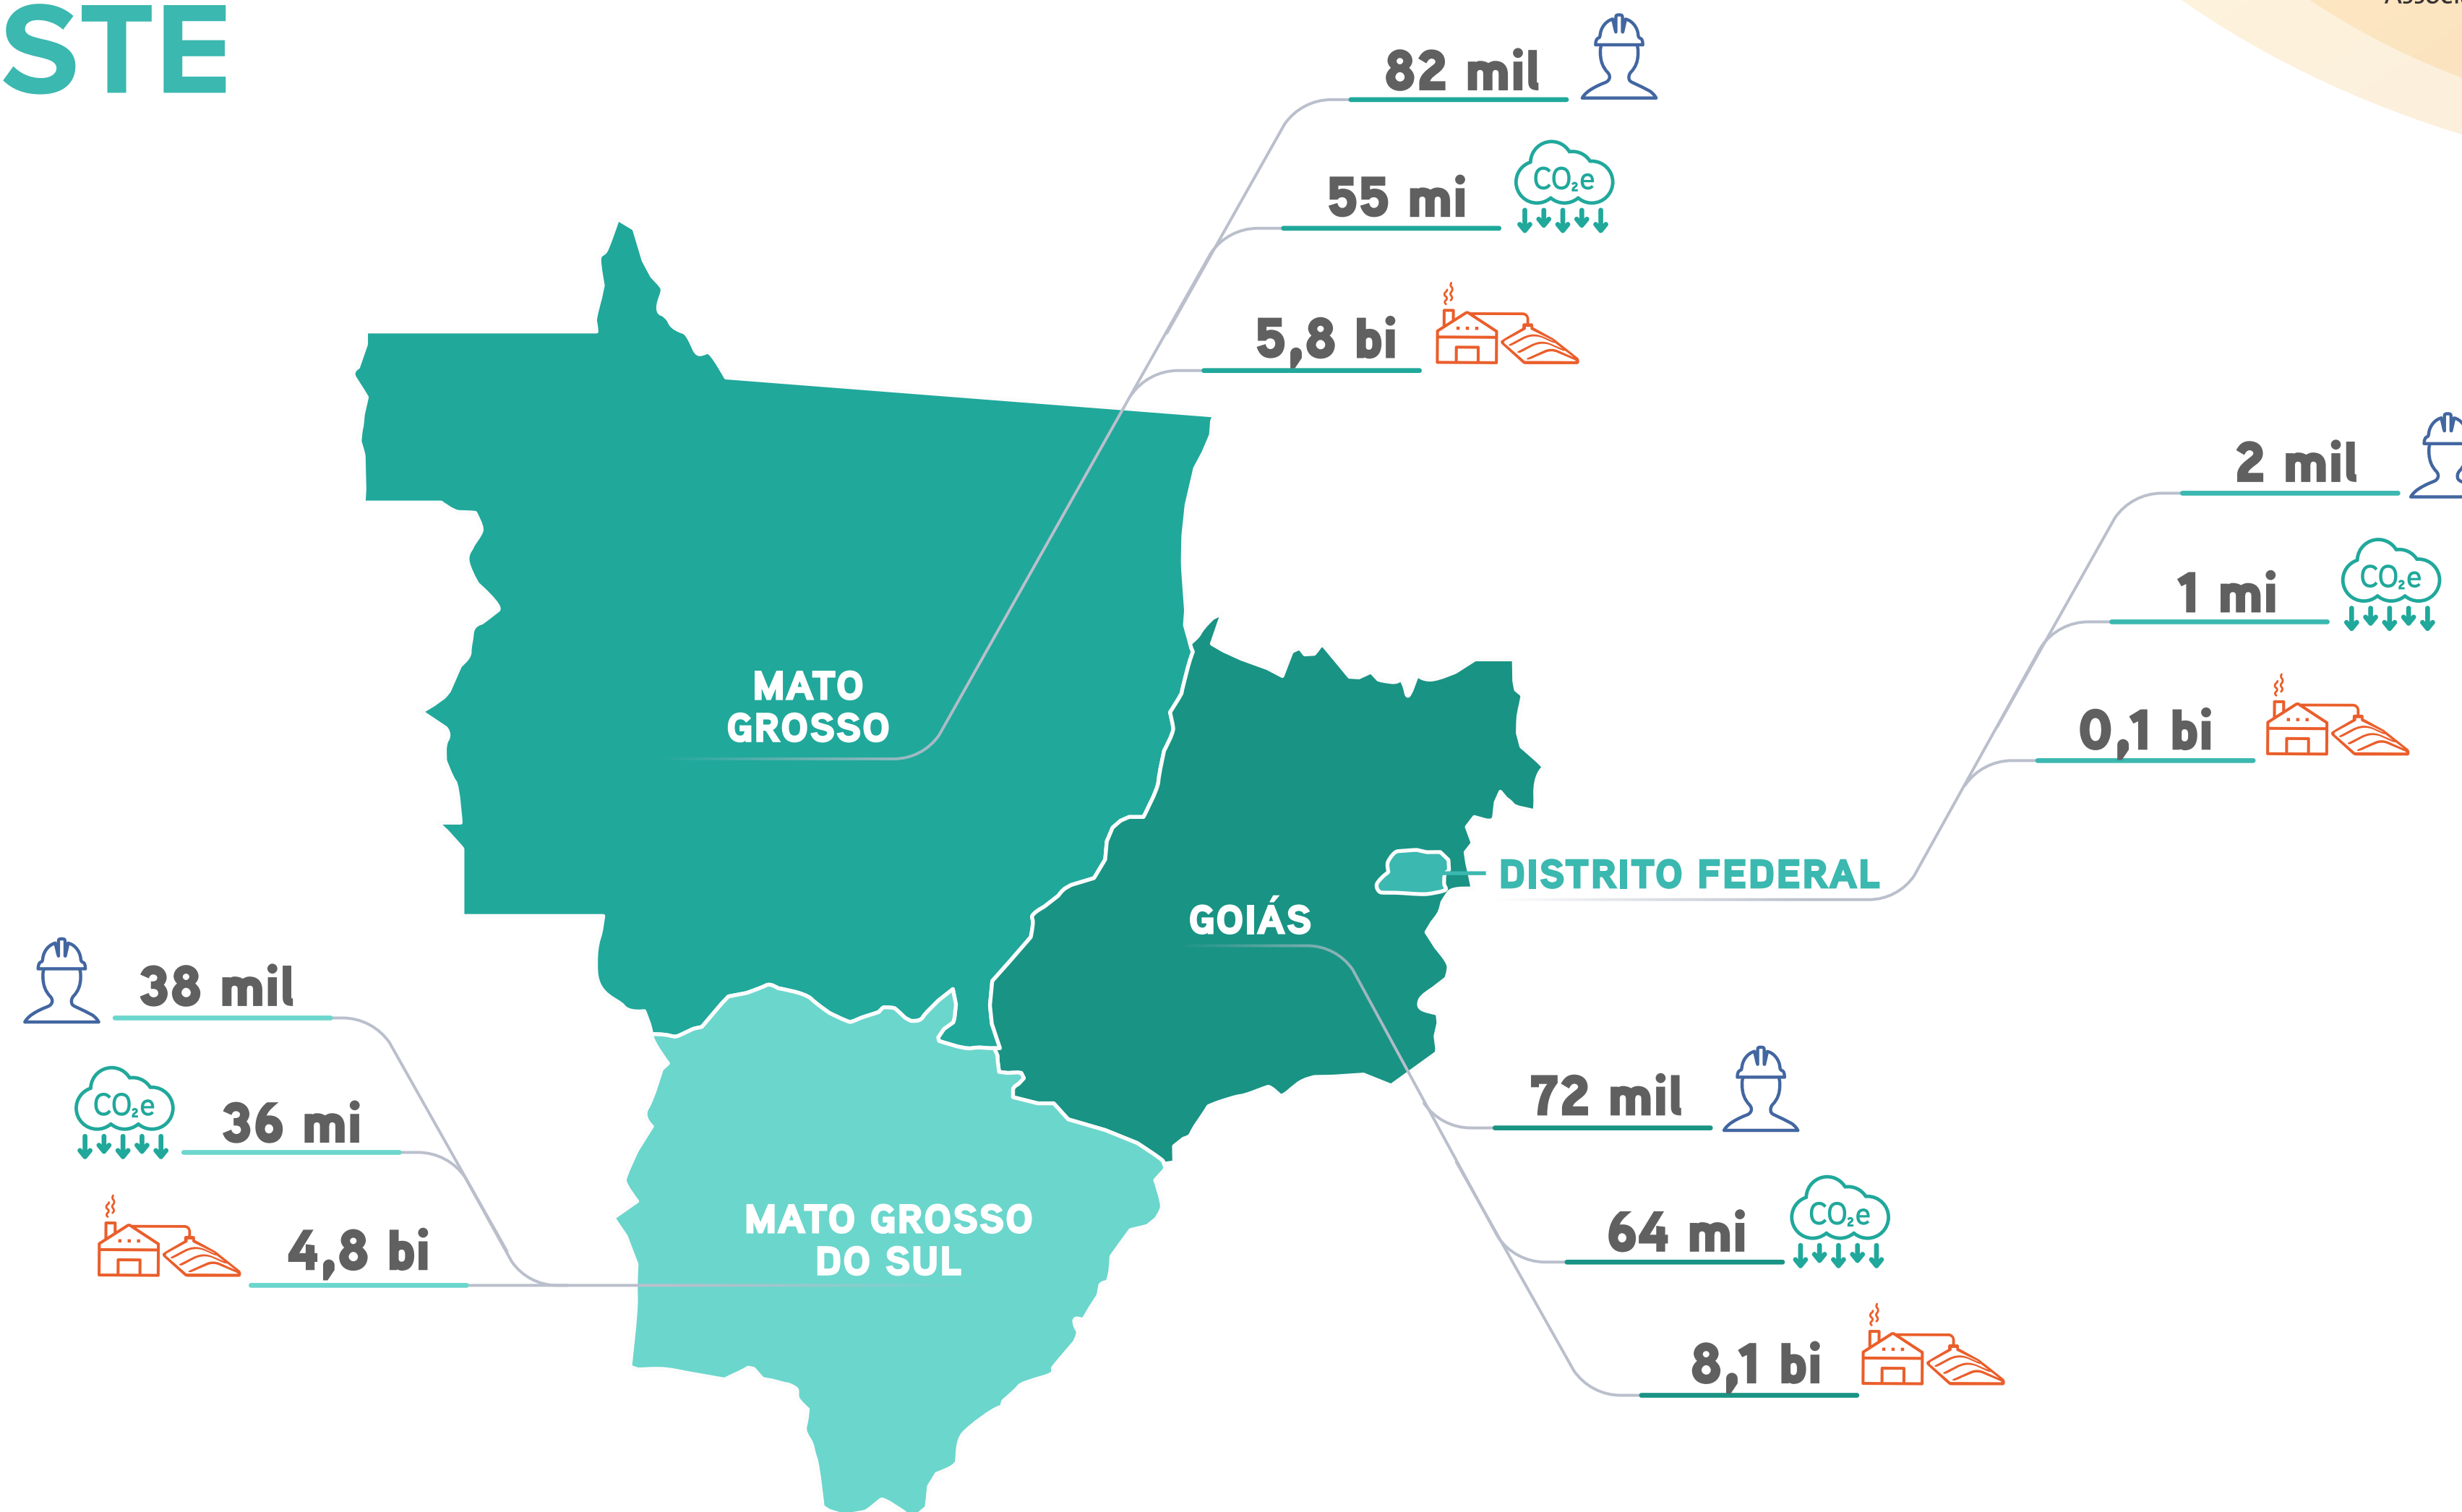 STE
82 mil
55 mi
CO₂e
5,8 bi
2 mil
1 mi
CO₂e
0,1 bi
MATO
GROSSO
DISTRITO FEDERAL
GOIÁS
38 mil
36 mi
CO₂e
4,8 bi
MATO GROSSO
DO SUL
72 mil
64 mi
CO₂e
8,1 bi